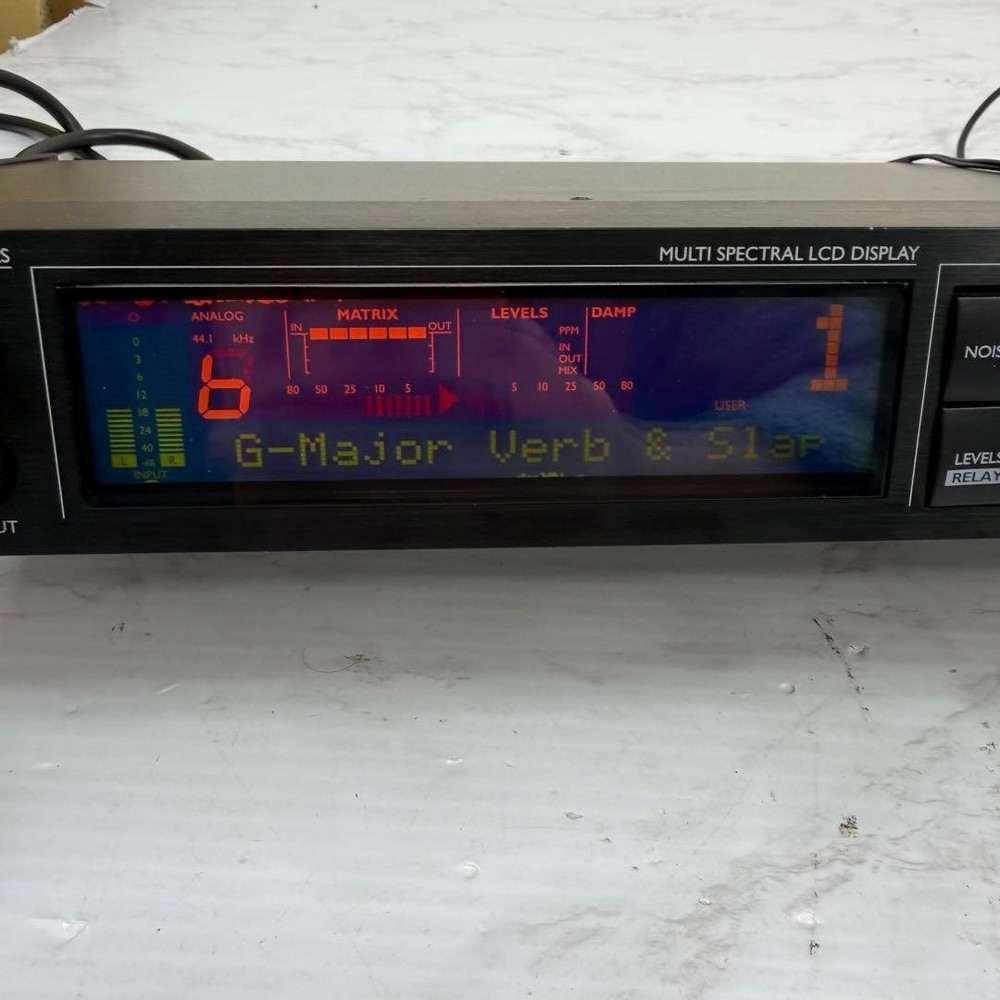 MULTI SPECTRAL LCD DISPLAY
ANALOG
44.1 kHz
6
MATRIX
IN
OUT
LEVELS
DAMP
PPM
IN
OUT
MIX
80 50 25 10 5
5 10 25 50 80
1
USER
G-Major Verb & Slap
0
3
6
12
18
24
40
L -dB R
INPUT
UT
NOIS
LEVELS
RELAY